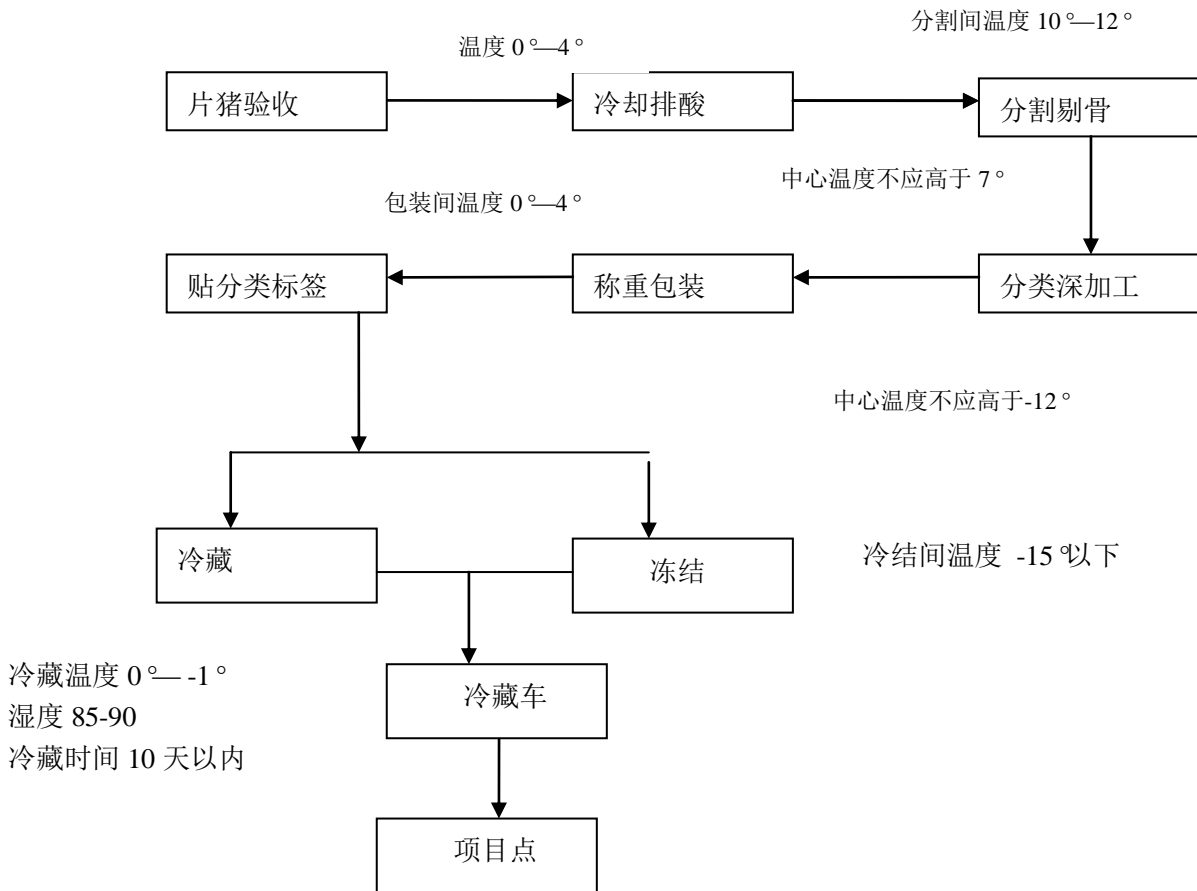 分割间温度 10°—12°
温度 0°—4°
片猪验收
冷却排酸
分割剔骨
中心温度不应高于 7°
包装间温度 0°—4°
贴分类标签
称重包装
分类深加工
中心温度不应高于-12°
冷藏
冻结
冷结间温度 -15°以下
冷藏温度 0°— -1°
湿度 85-90
冷藏时间 10 天以内
冷藏车
项目点